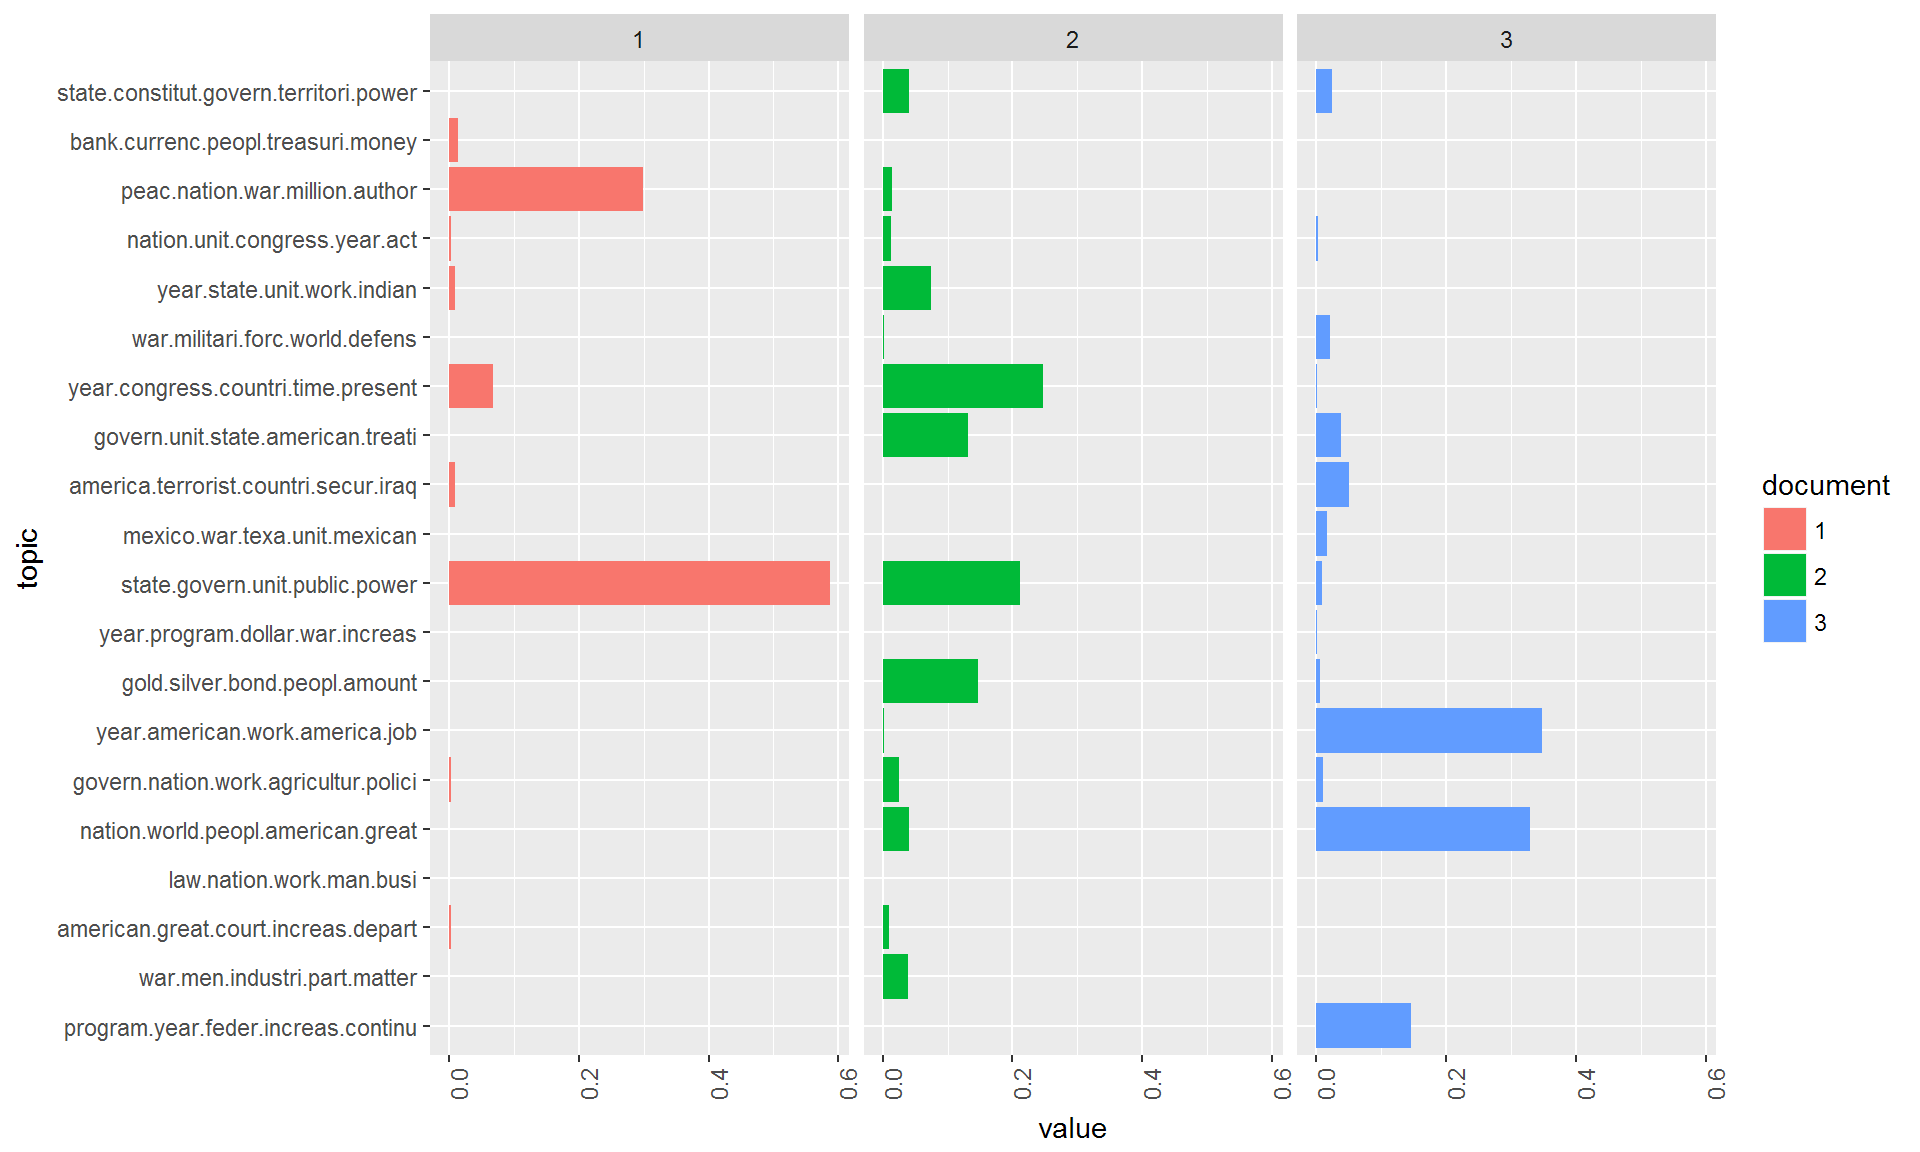 1 2 3
state.constitut.govern.territori.power
bank.currenc.peopl.treasuri.money
peac.nation.war.million.author
nation.unit.congress.year.act
year.state.unit.work.indian
war.militari.forc.world.defens
year.congress.countri.time.present
govern.unit.state.american.treati
america.terrorist.countri.secur.iraq
mexico.war.texa.unit.mexican
state.govern.unit.public.power
year.program.dollar.war.increas
gold.silver.bond.peopl.amount
year.american.work.america.job
govern.nation.work.agricultur.polici
nation.world.peopl.american.great
law.nation.work.man.busi
american.great.court.increas.depart
war.men.industri.part.matter
program.year.feder.increas.continu
topic
0.0 0.2 0.4 0.6 0.0 0.2 0.4 0.6 0.0 0.2 0.4 0.6
value
document
1
2
3